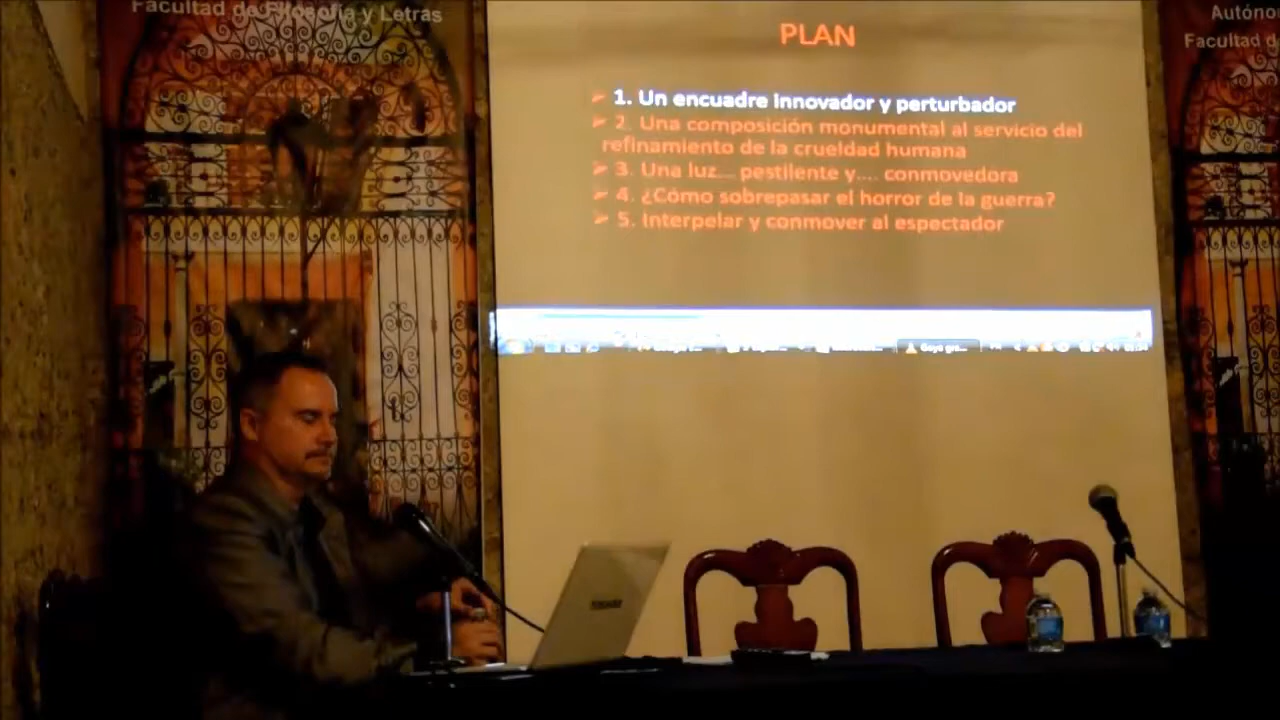 Facultad de Filosofía y Letras
Autóno
Facultad d
PLAN
➢ 1. Un encuadre innovador y perturbador
➢ 2. Una composición monumental al servicio del
refinamiento de la crueldad humana
➢ 3. Una luz... pestilente y.... conmovedora
➢ 4. ¿Cómo sobrepasar el horror de la guerra?
➢ 5. Interpelar y conmover al espectador
Goya gra...